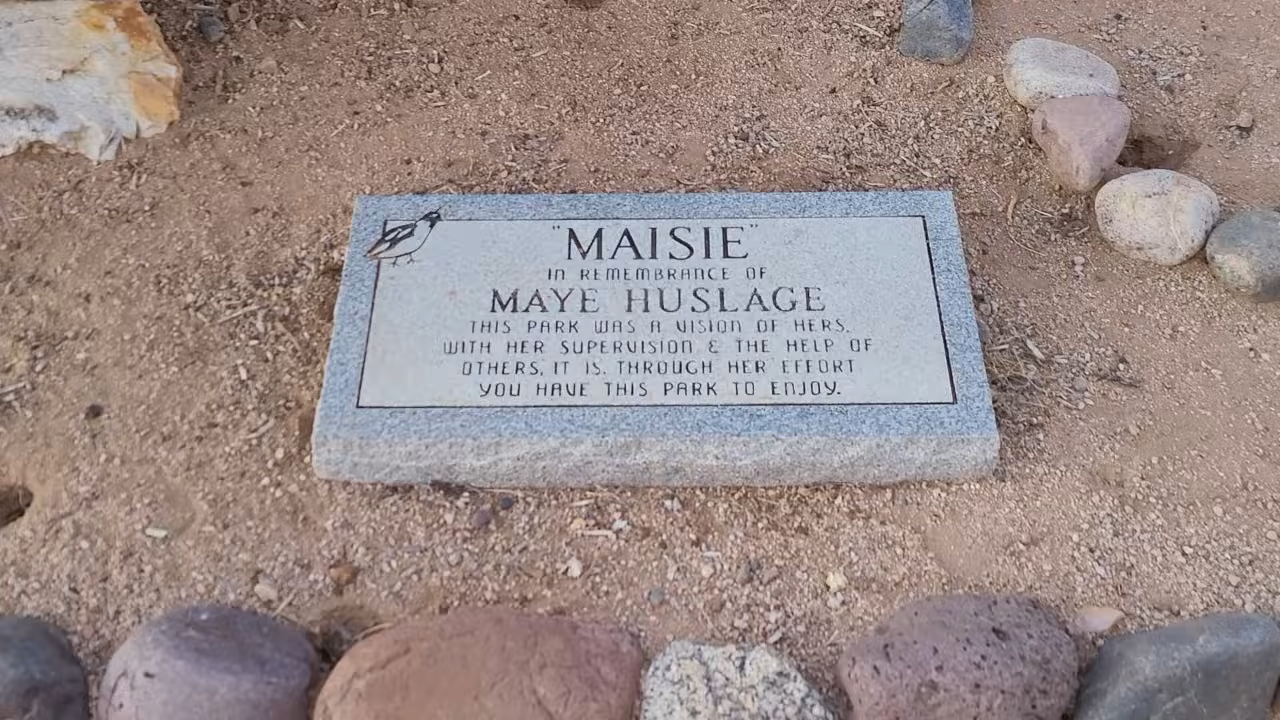 "MAISIE"
IN REMEMBRANCE OF
MAYE HUSLAGE
THIS PARK WAS A VISION OF HERS.
WITH HER SUPERVISION & THE HELP OF
OTHERS, IT IS, THROUGH HER EFFORT
YOU HAVE THIS PARK TO ENJOY.